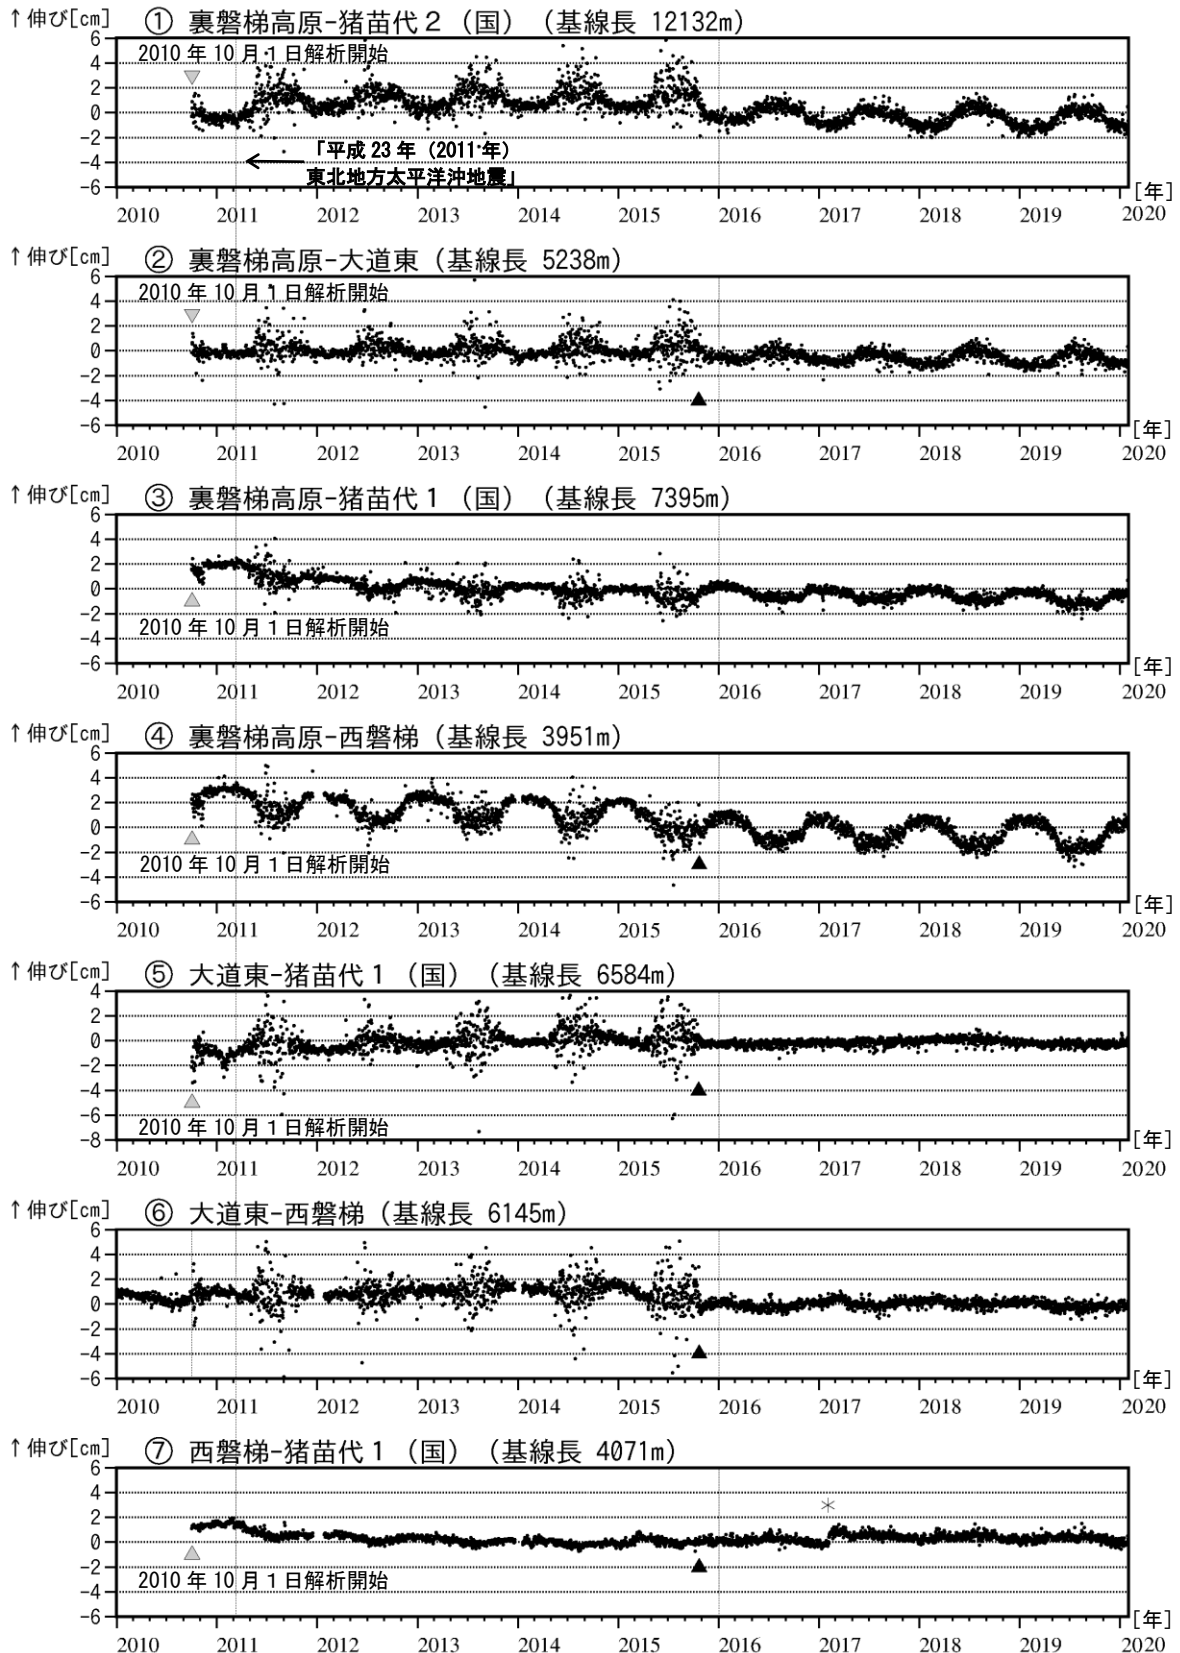 ↑伸び[cm] ① 裏磐梯高原-猪苗代２（国）（基線長 12132m）
6
2010年10月1日解析開始
4
2
0
-2
「平成23年（2011年）
-4
東北地方太平洋沖地震」
-6
[年]
2010 2011 2012 2013 2014 2015 2016 2017 2018 2019 2020
↑伸び[cm] ② 裏磐梯高原-大道東（基線長 5238m）
6
2010年10月1日解析開始
4
2
0
-2
-4
-6
[年]
2010 2011 2012 2013 2014 2015 2016 2017 2018 2019 2020
↑伸び[cm] ③ 裏磐梯高原-猪苗代１（国）（基線長 7395m）
6
4
2
0
-2
2010年10月1日解析開始
-4
-6
[年]
2010 2011 2012 2013 2014 2015 2016 2017 2018 2019 2020
↑伸び[cm] ④ 裏磐梯高原-西磐梯（基線長 3951m）
6
4
2
0
-2
2010年10月1日解析開始
-4
-6
[年]
2010 2011 2012 2013 2014 2015 2016 2017 2018 2019 2020
↑伸び[cm] ⑤ 大道東-猪苗代１（国）（基線長 6584m）
4
2
0
-2
-4
-6
2010年10月1日解析開始
-8
[年]
2010 2011 2012 2013 2014 2015 2016 2017 2018 2019 2020
↑伸び[cm] ⑥ 大道東-西磐梯（基線長 6145m）
6
4
2
0
-2
-4
-6
[年]
2010 2011 2012 2013 2014 2015 2016 2017 2018 2019 2020
↑伸び[cm] ⑦ 西磐梯-猪苗代１（国）（基線長 4071m）
6
4
＊
2
0
-2
2010年10月1日解析開始
-4
-6
[年]
2010 2011 2012 2013 2014 2015 2016 2017 2018 2019 2020